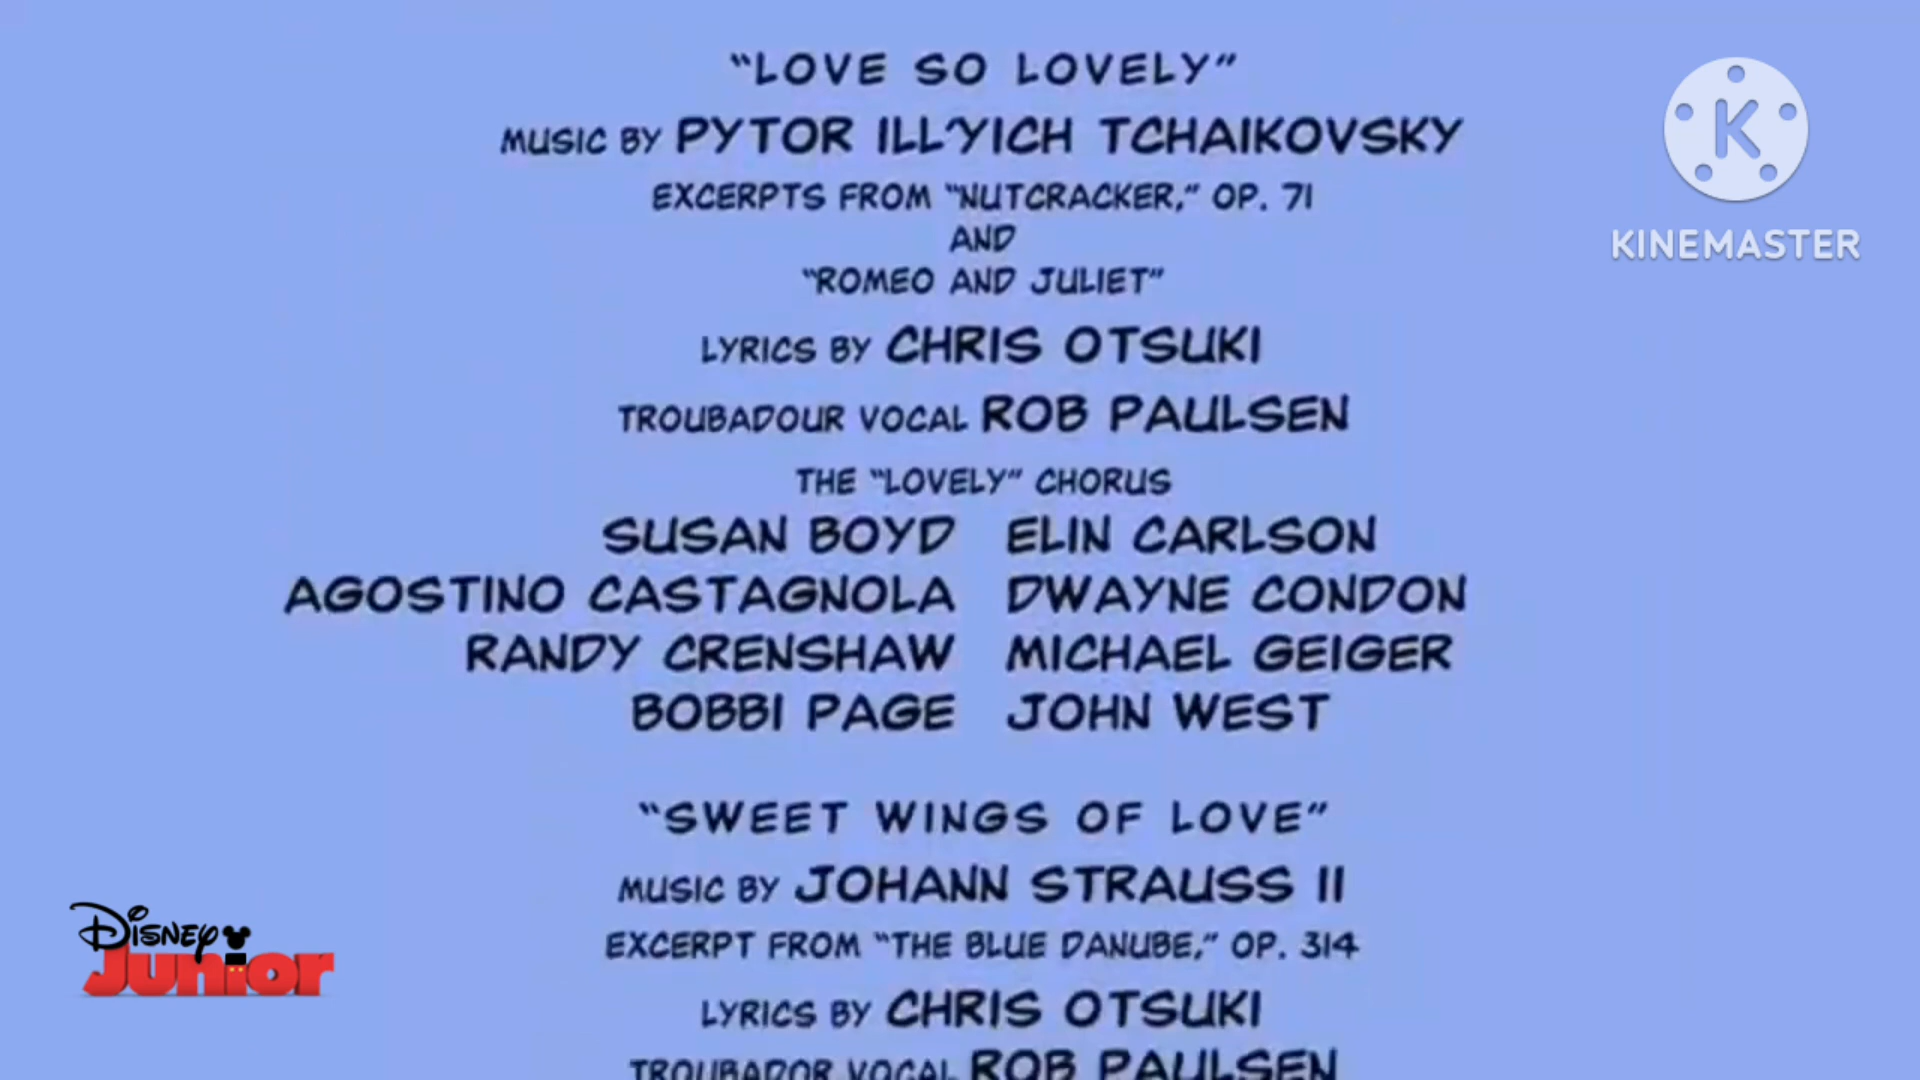 "LOVE SO LOVELY"
MUSIC BY PYTOR ILL'YICH TCHAIKOVSKY
EXCERPTS FROM "NUTCRACKER," OP. 71
AND
"ROMEO AND JULIET"
LYRICS BY CHRIS OTSUKI
TROUBADOUR VOCAL ROB PAULSEN
THE "LOVELY" CHORUS
SUSAN BOYD ELIN CARLSON
AGOSTINO CASTAGNOLA DWAYNE CONDON
RANDY CRENSHAW MICHAEL GEIGER
BOBBI PAGE JOHN WEST
"SWEET WINGS OF LOVE"
MUSIC BY JOHANN STRAUSS II
EXCERPT FROM "THE BLUE DANUBE," OP. 314
LYRICS BY CHRIS OTSUKI
TROUBADOR VOCAL ROB PAULSEN
K
KINEMASTER
DISNEY
Junior